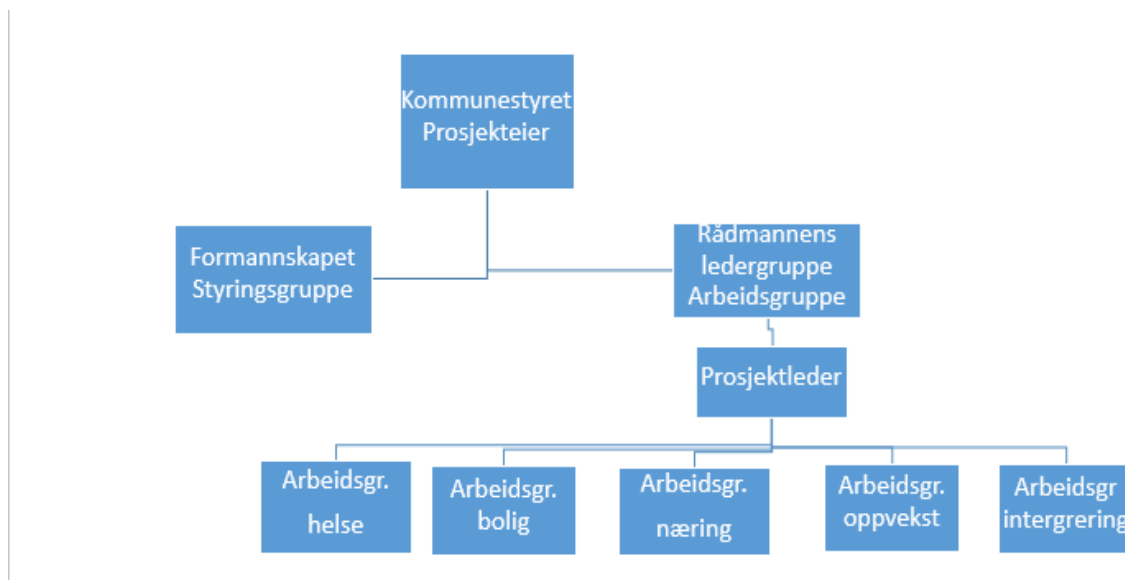 Kommunestyret
Prosjekteier
Formannskapet
Styringsgruppe
Rådmannens
ledergruppe
Arbeidsgruppe
Prosjektleder
Arbeidsgr.
helse
Arbeidsgr.
bolig
Arbeidsgr.
næring
Arbeidsgr.
oppvekst
Arbeidsgr
intergrering